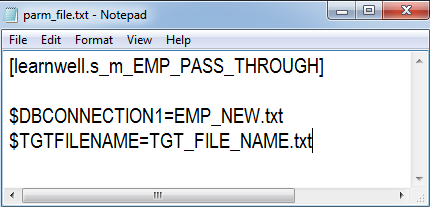 parm_file.txt - Notepad
File Edit Format View Help
[learnwell.s_m_EMP_PASS_THROUGH]
$DBCONNECTION1=EMP_NEW.txt
$TGTFILENAME=TGT_FILE_NAME.txt